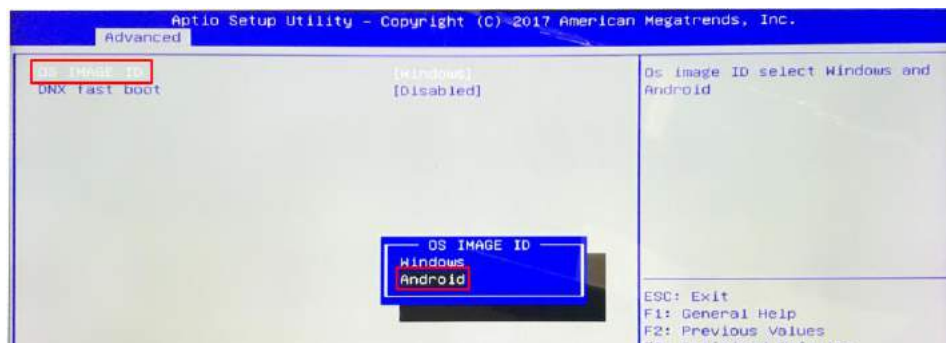 Aptio Setup Utility – Copyright (C) 2017 American Megatrends, Inc.
Advanced
OS IMAGE ID
[Windows]
Os image ID select Windows and
Android
DNX fast boot
[Disabled]
OS IMAGE ID
Windows
Android
ESC: Exit
F1: General Help
F2: Previous Values